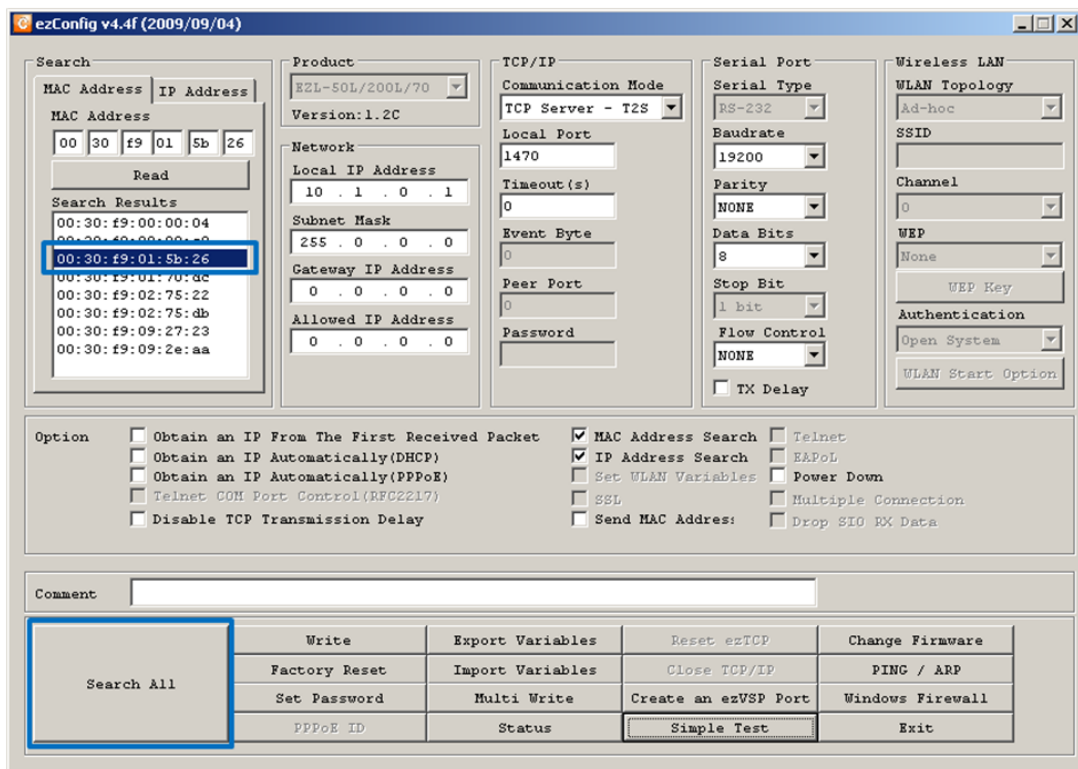 ezConfig v4.4f (2009/09/04)
Search
MAC Address
IP Address
MAC Address
00 30 f9 01 5b 26
Read
Search Results
00:30:f9:00:00:04
00:30:f9:01:5b:26
00:30:f9:01:70:dc
00:30:f9:02:75:22
00:30:f9:02:75:db
00:30:f9:09:27:23
00:30:f9:09:2e:aa
Product
EZL-50L/200L/70
Version:1.2C
Network
Local IP Address
10 . 1 . 0 . 1
Subnet Mask
255 . 0 . 0 . 0
Gateway IP Address
0 . 0 . 0 . 0
Allowed IP Address
0 . 0 . 0 . 0
TCP/IP
Communication Mode
TCP Server - T2S
Local Port
1470
Timeout(s)
0
Event Byte
0
Peer Port
0
Password
Serial Port
Serial Type
RS-232
Baudrate
19200
Parity
NONE
Data Bits
8
Stop Bit
1 bit
Flow Control
NONE
TX Delay
Wireless LAN
WLAN Topology
Ad-hoc
SSID
Channel
0
WEP
None
WEP Key
Authentication
Open System
WLAN Start Option
Option
Obtain an IP From The First Received Packet
Obtain an IP Automatically(DHCP)
Obtain an IP Automatically(PPPoE)
Telnet COM Port Control(RFC2217)
Disable TCP Transmission Delay
MAC Address Search
IP Address Search
Set WLAN Variables
SSL
Send MAC Addres:
Telnet
EAPoL
Power Down
Multiple Connection
Drop SIO RX Data
Comment
Search All
Write
Export Variables
Reset ezTCP
Change Firmware
Factory Reset
Import Variables
Close TCP/IP
PING / ARP
Set Password
Multi Write
Create an ezVSP Port
Windows Firewall
PPPoE ID
Status
Simple Test
Exit